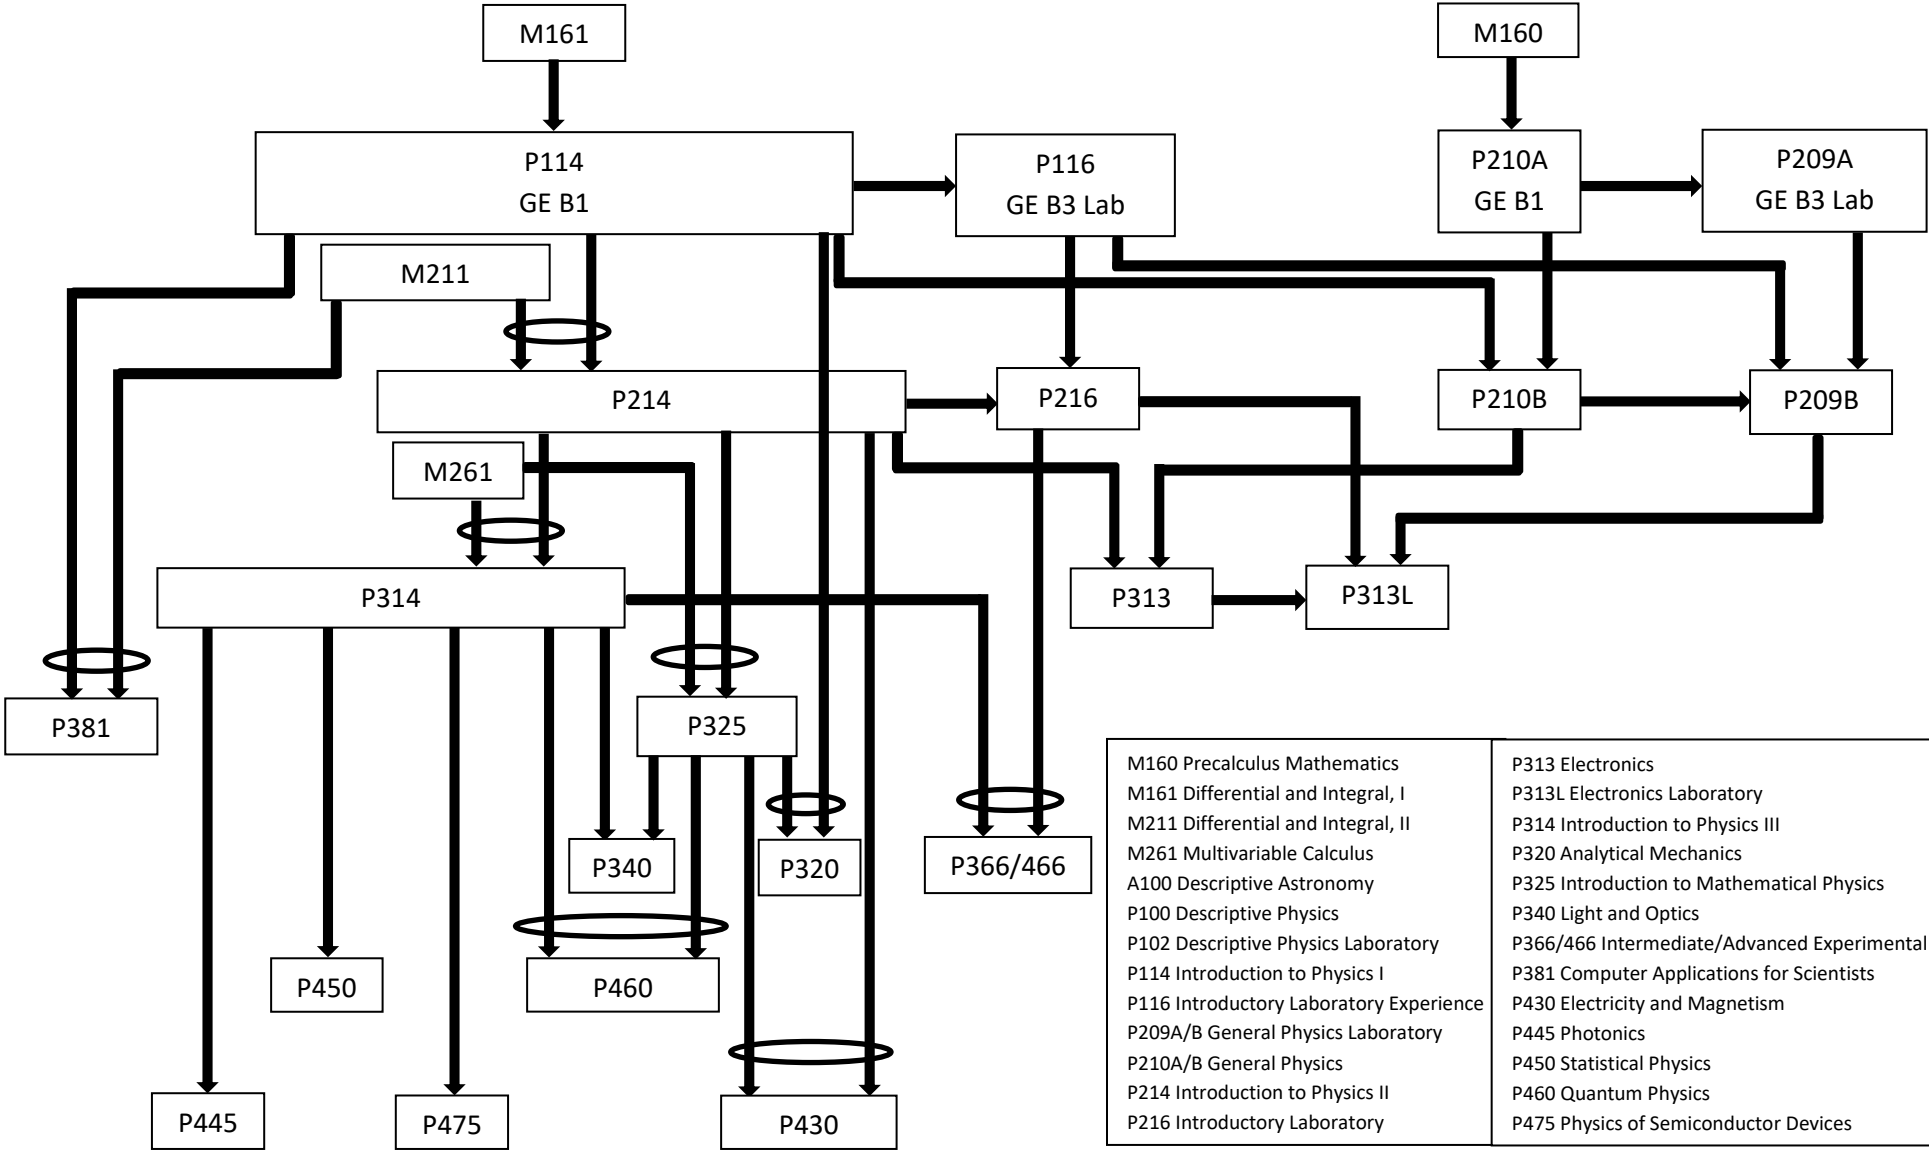 M161
M160
P114
GE B1
P116
GE B3 Lab
P210A
GE B1
P209A
GE B3 Lab
M211
P214
P216
P210B
P209B
M261
P314
P313
P313L
P381
P325
P340
P320
P366/466
P450
P460
P445
P475
P430
M160 Precalculus Mathematics
M161 Differential and Integral, I
M211 Differential and Integral, II
M261 Multivariable Calculus
A100 Descriptive Astronomy
P100 Descriptive Physics
P102 Descriptive Physics Laboratory
P114 Introduction to Physics I
P116 Introductory Laboratory Experience
P209A/B General Physics Laboratory
P210A/B General Physics
P214 Introduction to Physics II
P216 Introductory Laboratory
P313 Electronics
P313L Electronics Laboratory
P314 Introduction to Physics III
P320 Analytical Mechanics
P325 Introduction to Mathematical Physics
P340 Light and Optics
P366/466 Intermediate/Advanced Experimental
P381 Computer Applications for Scientists
P430 Electricity and Magnetism
P445 Photonics
P450 Statistical Physics
P460 Quantum Physics
P475 Physics of Semiconductor Devices